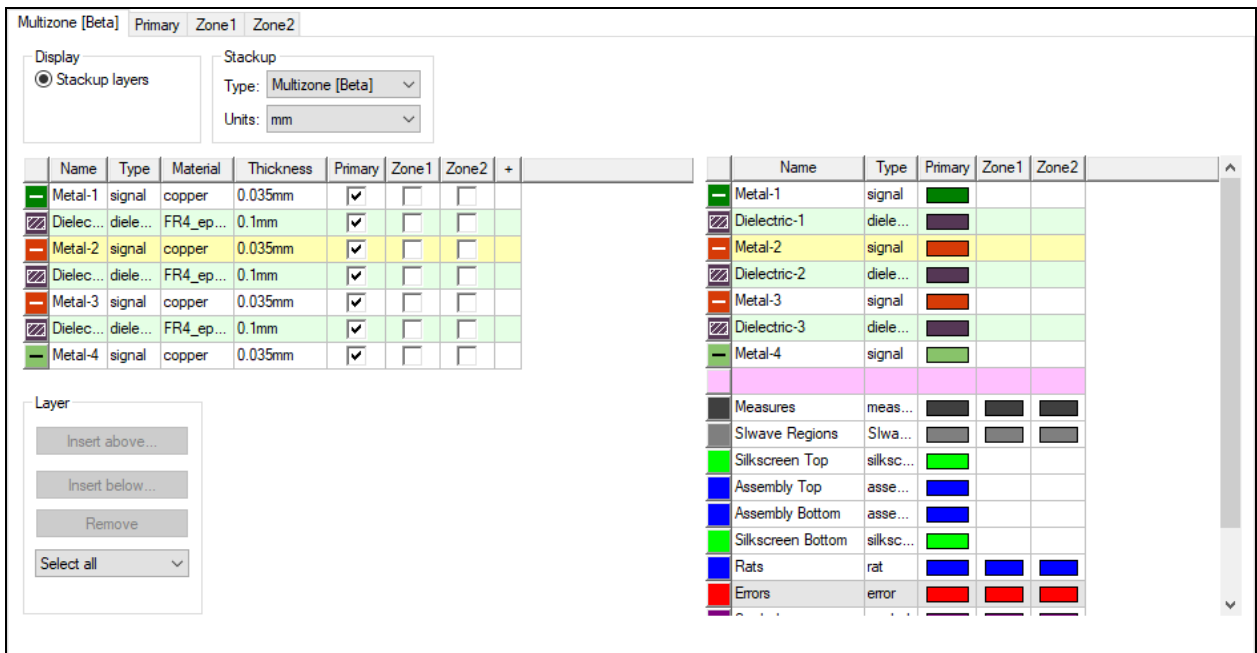 Multizone [Beta] Primary Zone1 Zone2
Display
Stackup layers
Stackup
Type: Multizone [Beta]
Units: mm
Name Type Material Thickness Primary Zone1 Zone2 +
Metal-1 signal copper 0.035mm
Dielec... diele... FR4_ep... 0.1mm
Metal-2 signal copper 0.035mm
Dielec... diele... FR4_ep... 0.1mm
Metal-3 signal copper 0.035mm
Dielec... diele... FR4_ep... 0.1mm
Metal-4 signal copper 0.035mm
Layer
Insert above...
Insert below...
Remove
Select all
Name Type Primary Zone1 Zone2
Metal-1 signal
Dielectric-1 diele...
Metal-2 signal
Dielectric-2 diele...
Metal-3 signal
Dielectric-3 diele...
Metal-4 signal
Measures meas...
SIwave Regions SIwa...
Silkscreen Top silksc...
Assembly Top asse...
Assembly Bottom asse...
Silkscreen Bottom silksc...
Rats rat
Errors error